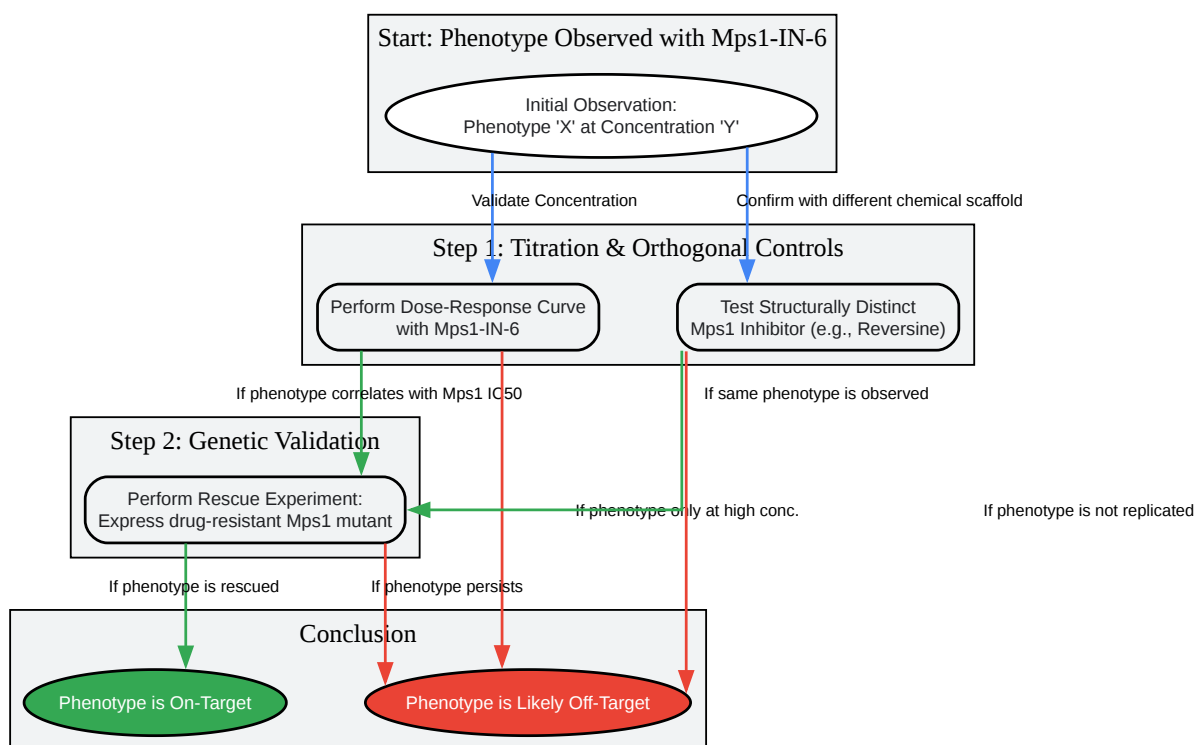 Start: Phenotype Observed with Mps1-IN-6
Initial Observation:
Phenotype 'X' at Concentration 'Y'
Validate Concentration
Confirm with different chemical scaffold
Step 1: Titration & Orthogonal Controls
Perform Dose-Response Curve
with Mps1-IN-6
Test Structurally Distinct
Mps1 Inhibitor (e.g., Reversine)
If phenotype correlates with Mps1 IC50
If same phenotype is observed
Step 2: Genetic Validation
Perform Rescue Experiment:
Express drug-resistant Mps1 mutant
If phenotype only at high conc.
If phenotype is not replicated
If phenotype is rescued
If phenotype persists
Conclusion
Phenotype is On-Target
Phenotype is Likely Off-Target